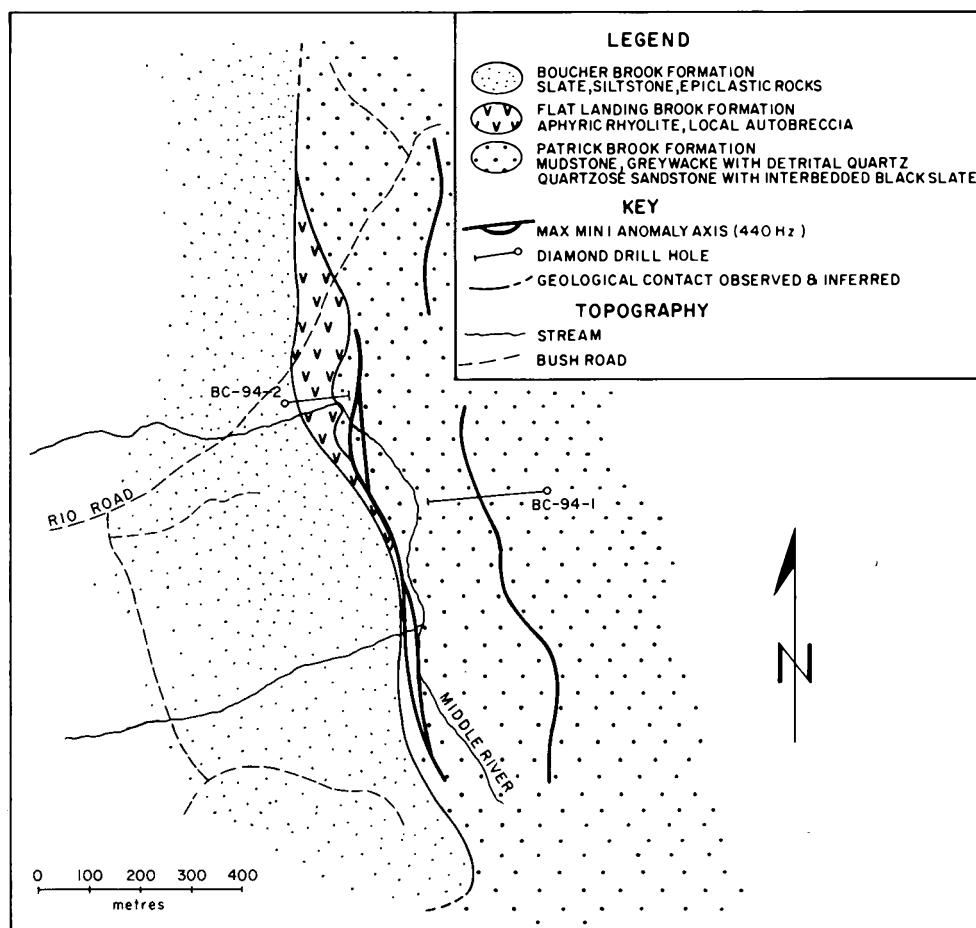 LEGEND
BOUCHER BROOK FORMATION
SLATE, SILTSTONE, EPICLASTIC ROCKS
FLAT LANDING BROOK FORMATION
APHYRIC RHYOLITE, LOCAL AUTOBRECCIA
PATRICK BROOK FORMATION
MUDSTONE, GREYWACKE WITH DETRITAL QUARTZ
QUARTZOSE SANDSTONE WITH INTERBEDDED BLACK SLATE
KEY
MAX MIN I ANOMALY AXIS (440 Hz)
DIAMOND DRILL HOLE
GEOLOGICAL CONTACT OBSERVED & INFERRED
TOPOGRAPHY
STREAM
BUSH ROAD
BC-94-2
RIO ROAD
BC-94-1
N
MIDDLE RIVER
0 100 200 300 400
metres